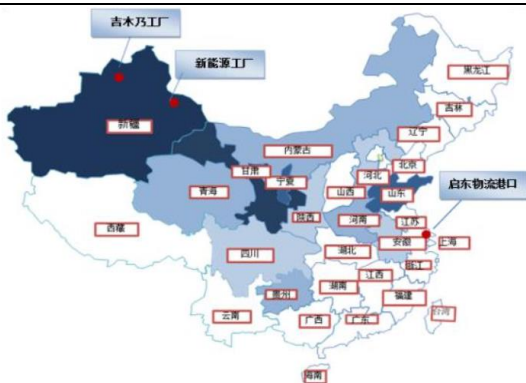 吉木乃工厂
新能源工厂
黑龙江
吉林
新疆
辽宁
内蒙古
北京
甘肃
河北
宁夏
山西
山东
青海
启东物流港口
陕西
河南
江苏
西藏
安徽
上海
四川
湖北
浙江
江西
贵州
湖南
福建
云南
广西
广东
台湾
海南